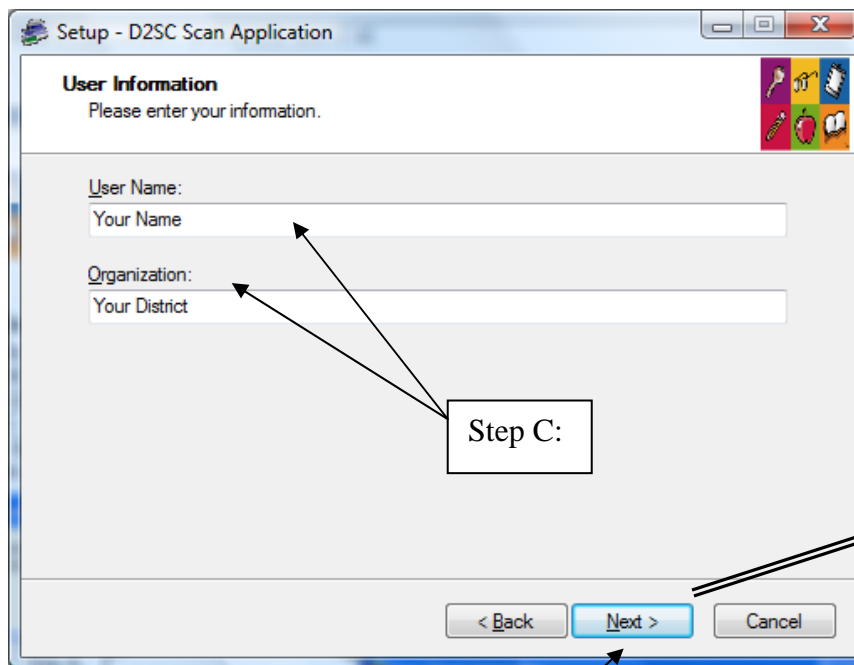 Setup - D2SC Scan Application
User Information
Please enter your information.
User Name:
Your Name
Organization:
Your District
Step C:
< Back
Next >
Cancel